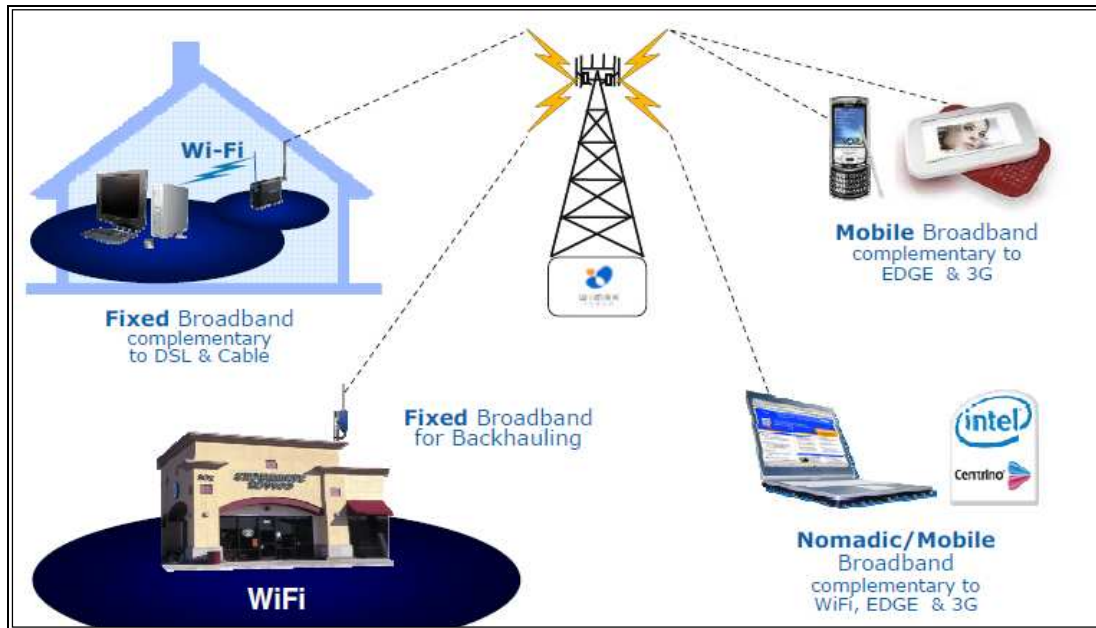 Wi-Fi
Fixed Broadband
complementary
to DSL & Cable
Mobile Broadband
complementary to
EDGE & 3G
Fixed Broadband
for Backhauling
WiFi
intel
Centrino
Nomadic/Mobile
Broadband
complementary to
WiFi, EDGE & 3G